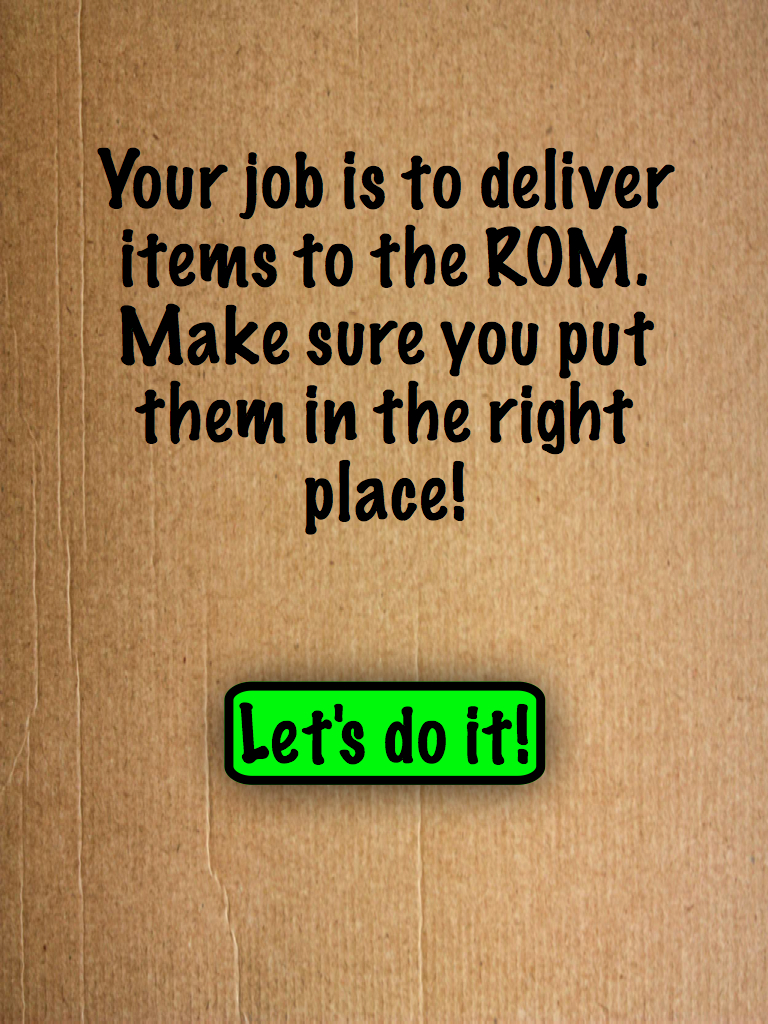 Your job is to deliver
items to the ROM.
Make sure you put
them in the right
place!
Let's do it!